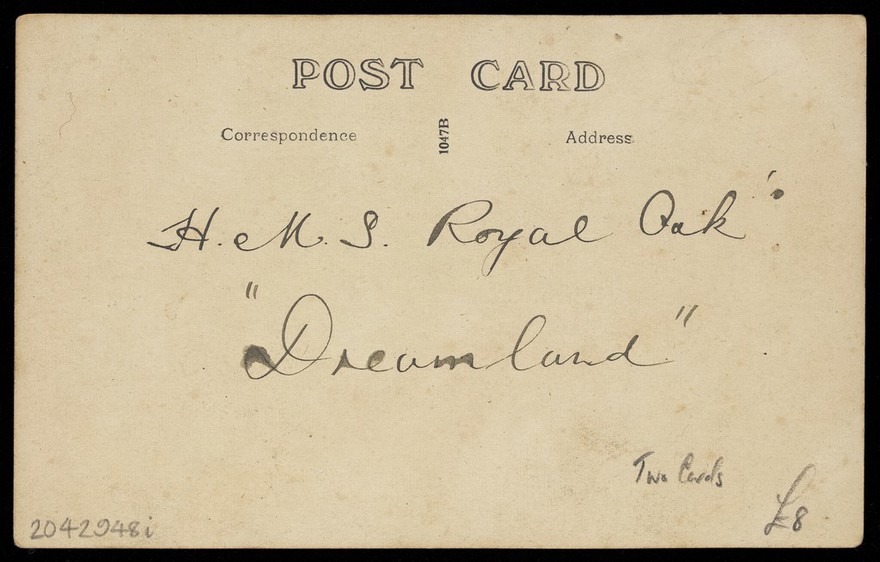 POST CARD
Correspondence 1047B Address
H.M.S. Royal Oak"
"Dreamland"
Two Cards
£8
2042948i